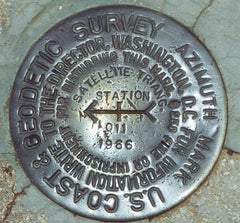 U.S. COAST & GEODETIC SURVEY AZIMUTH MARK
FOR INFORMATION WRITE TO THE DIRECTOR, WASHINGTON, D.C.
$250 FINE OR IMPRISONMENT FOR DISTURBING THIS MARK.
SATELLITE TRIANG.
STATION
011
1966